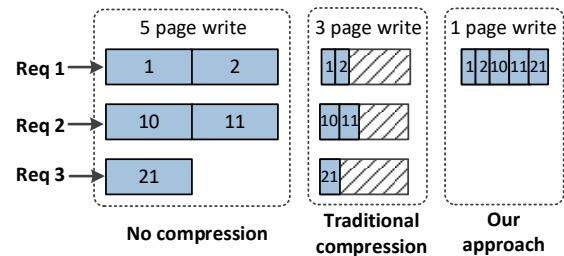 5 page write
3 page write
1 page write
Req 1
1 2
1 2
1 2 10 11 21
Req 2
10 11
10 11
Req 3
21
21
No compression
Traditional
compression
Our
approach